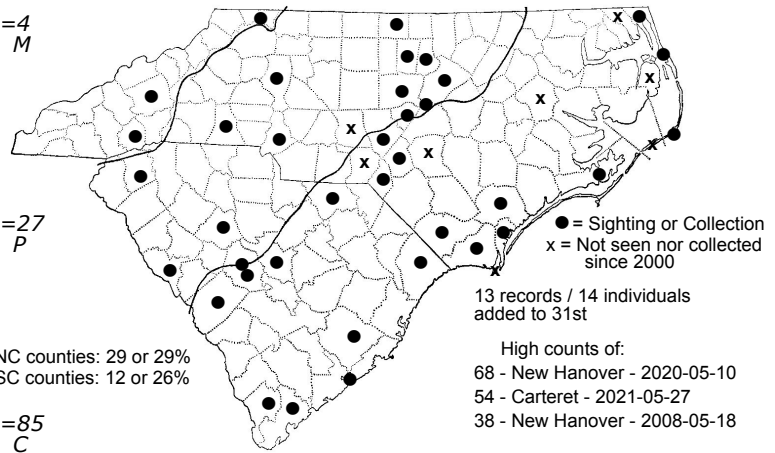 =4
M
=27
P
● = Sighting or Collection
x = Not seen nor collected
since 2000
13 records / 14 individuals
added to 31st
NC counties: 29 or 29%
SC counties: 12 or 26%
High counts of:
68 - New Hanover - 2020-05-10
54 - Carteret - 2021-05-27
38 - New Hanover - 2008-05-18
=85
C